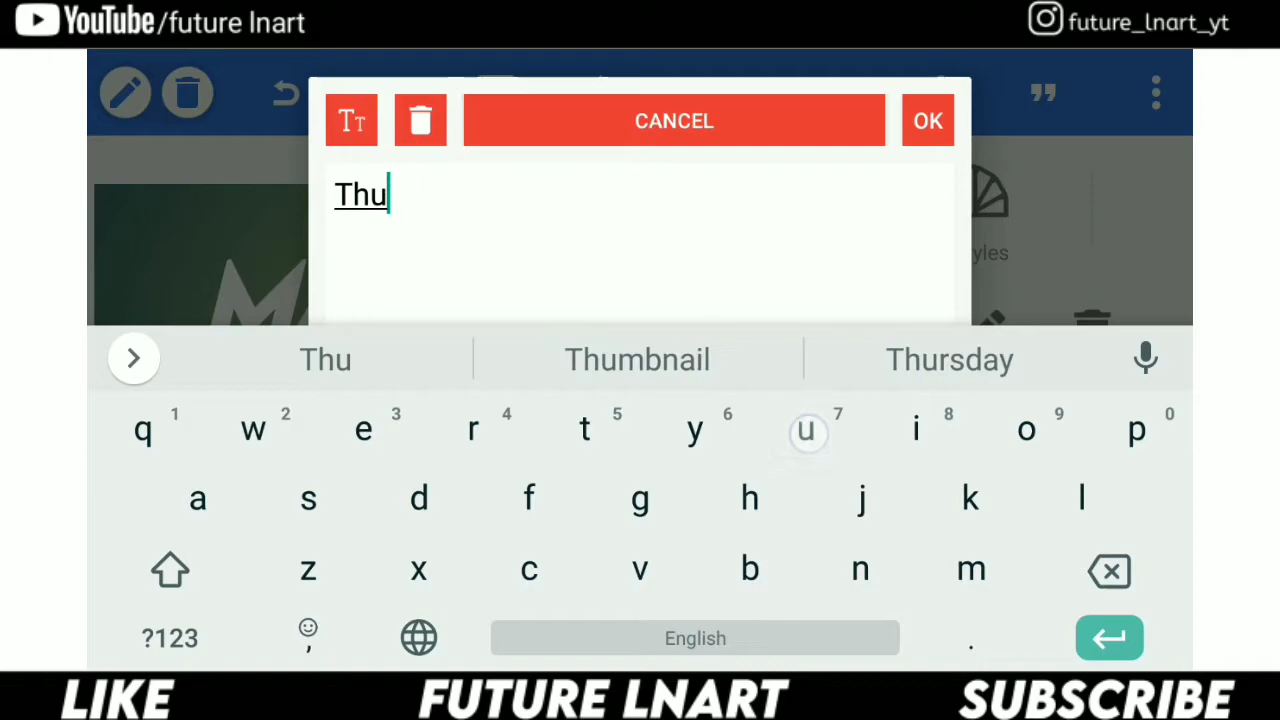 YouTube/future lnart
future_lnart_yt
TT CANCEL OK
Thu
yles
Thu Thumbnail Thursday
q 1 w 2 e 3 r 4 t 5 y 6 u 7 i 8 o 9 p 0
a s d f g h j k l
z x c v b n m
?123 , English .
LIKE FUTURE LNART SUBSCRIBE